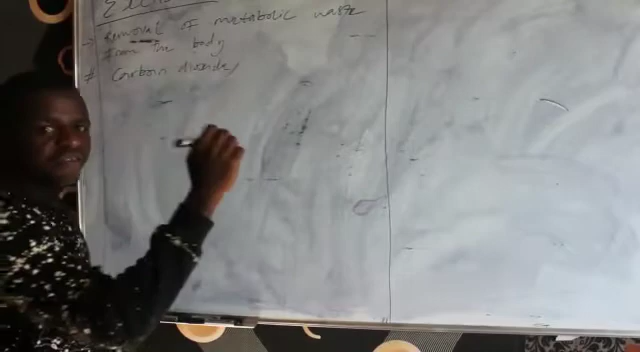 → Removal of metabolic waste
from the body
# Carbon dioxide,